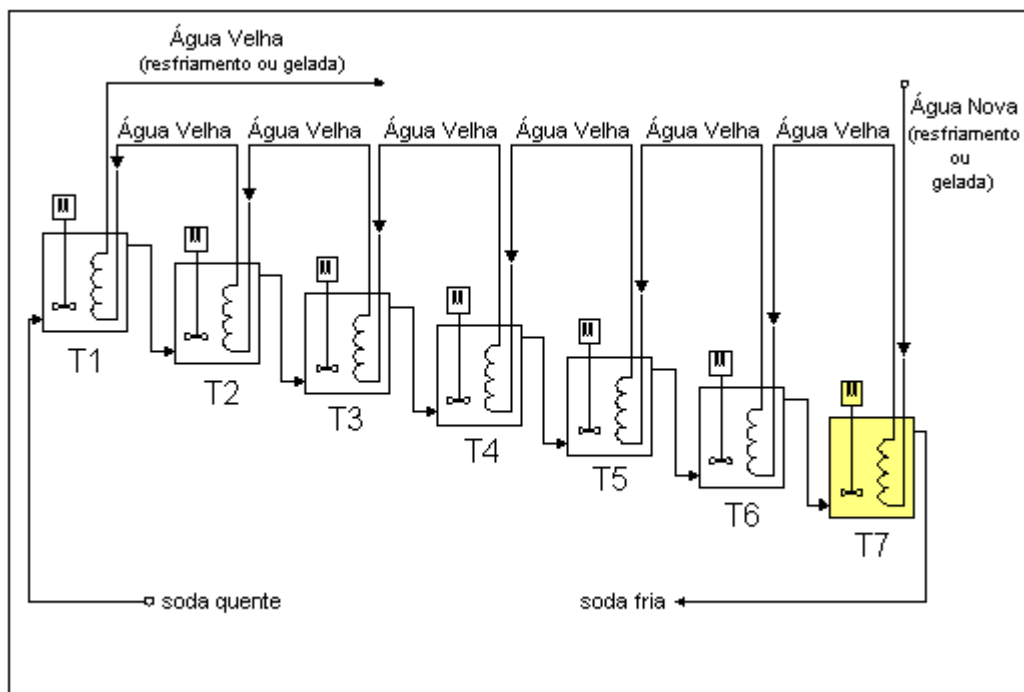 Água Velha
(resfriamento ou gelada)
Água Nova
(resfriamento
ou
gelada)
Água Velha
Água Velha
Água Velha
Água Velha
Água Velha
Água Velha
M
M
M
M
M
M
M
T1
T2
T3
T4
T5
T6
T7
soda quente
soda fria